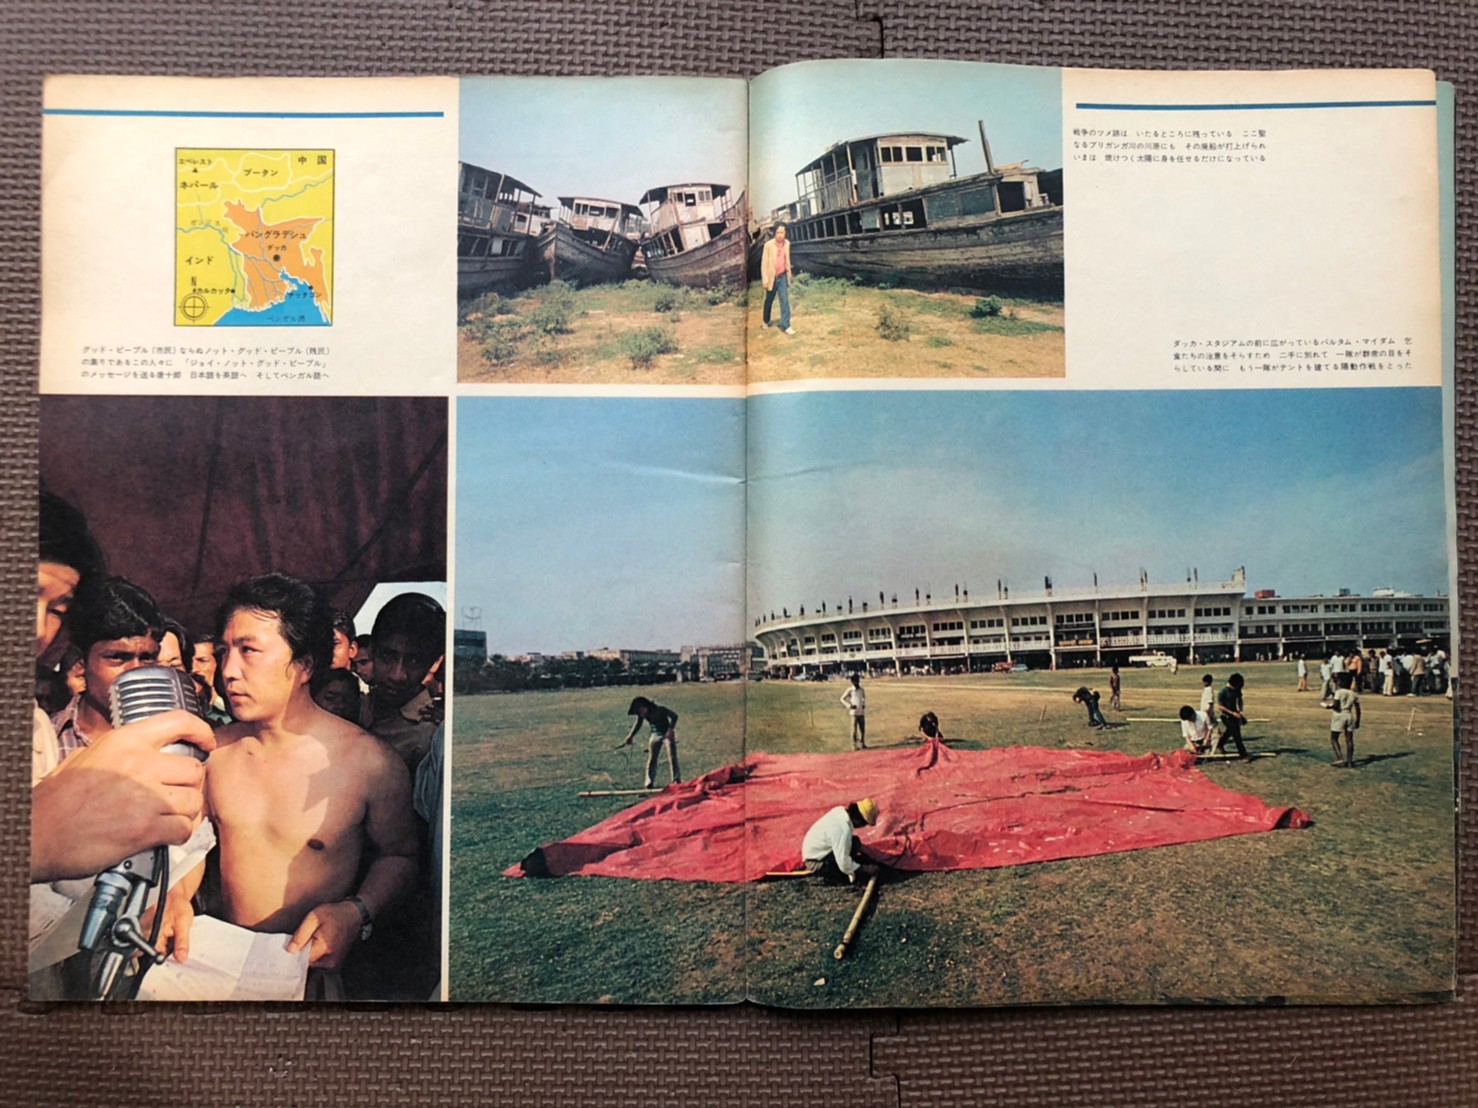 エベレスト
中国
ブータン
ネパール
バングラデシュ
ダッカ
インド
N
カルカッタ
チッタゴン
ベンガル湾
グッド・ピープル(市民)ならぬノット・グッド・ピープル(残民)
の集りであるこの人々に 「ジョイ・ノット・グッド・ピープル」
のメッセージを送る唐十郎 日本語を英語へ そしてベンガル語へ
戦争のツメ跡は いたるところに残っている ここ聖
なるブリガンガ川の川原にも その廃船が打上げられ
いまは 焼けつく太陽に身を任せるだけになっている
ダッカ・スタジアムの前に広がっているパルタム・マイダム 乞
食たちの注意をそらすため 二手に別れて 一隊が群衆の目をそ
らしている間に もう一隊がテントを建てる陽動作戦をとった